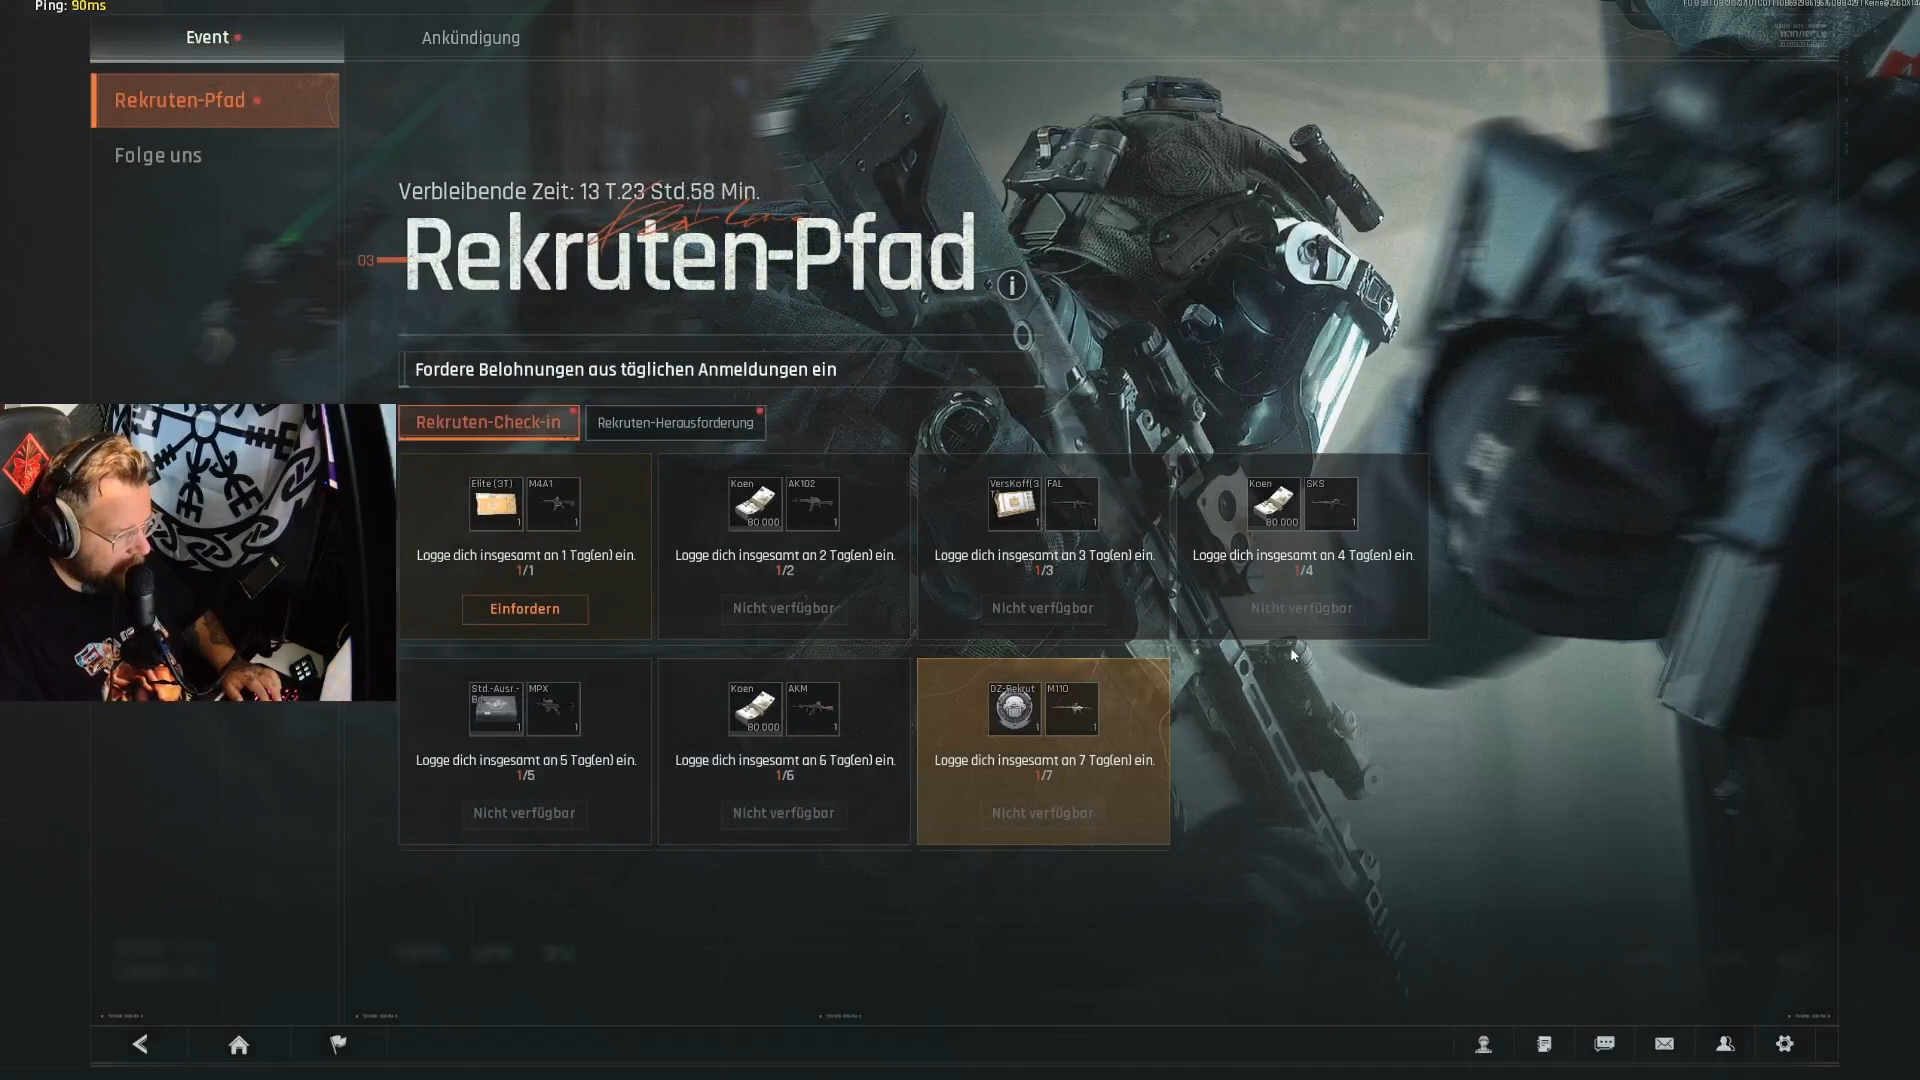 Ping: 90ms
Event
Ankündigung
Rekruten-Pfad
Folge uns
Verbleibende Zeit: 13 T.23 Std.58 Min.
03
Rekruten-Pfad
i
Fordere Belohnungen aus täglichen Anmeldungen ein
Rekruten-Check-in
Rekruten-Herausforderung
Elite (3T) 1
M4A1 1
Logge dich insgesamt an 1 Tag(en) ein.
1/1
Einfordern
Koen 80 000
AK102 1
Logge dich insgesamt an 2 Tag(en) ein.
1/2
Nicht verfügbar
VersKoff(3 1
FAL 1
Logge dich insgesamt an 3 Tag(en) ein.
1/3
Nicht verfügbar
Koen 80 000
SKS 1
Logge dich insgesamt an 4 Tag(en) ein.
1/4
Nicht verfügbar
Std.-Ausr.- 1
MPX 1
Logge dich insgesamt an 5 Tag(en) ein.
1/5
Nicht verfügbar
Koen 80 000
AKM 1
Logge dich insgesamt an 6 Tag(en) ein.
1/6
Nicht verfügbar
DZ-Rekrut 1
M110 1
Logge dich insgesamt an 7 Tag(en) ein.
1/7
Nicht verfügbar